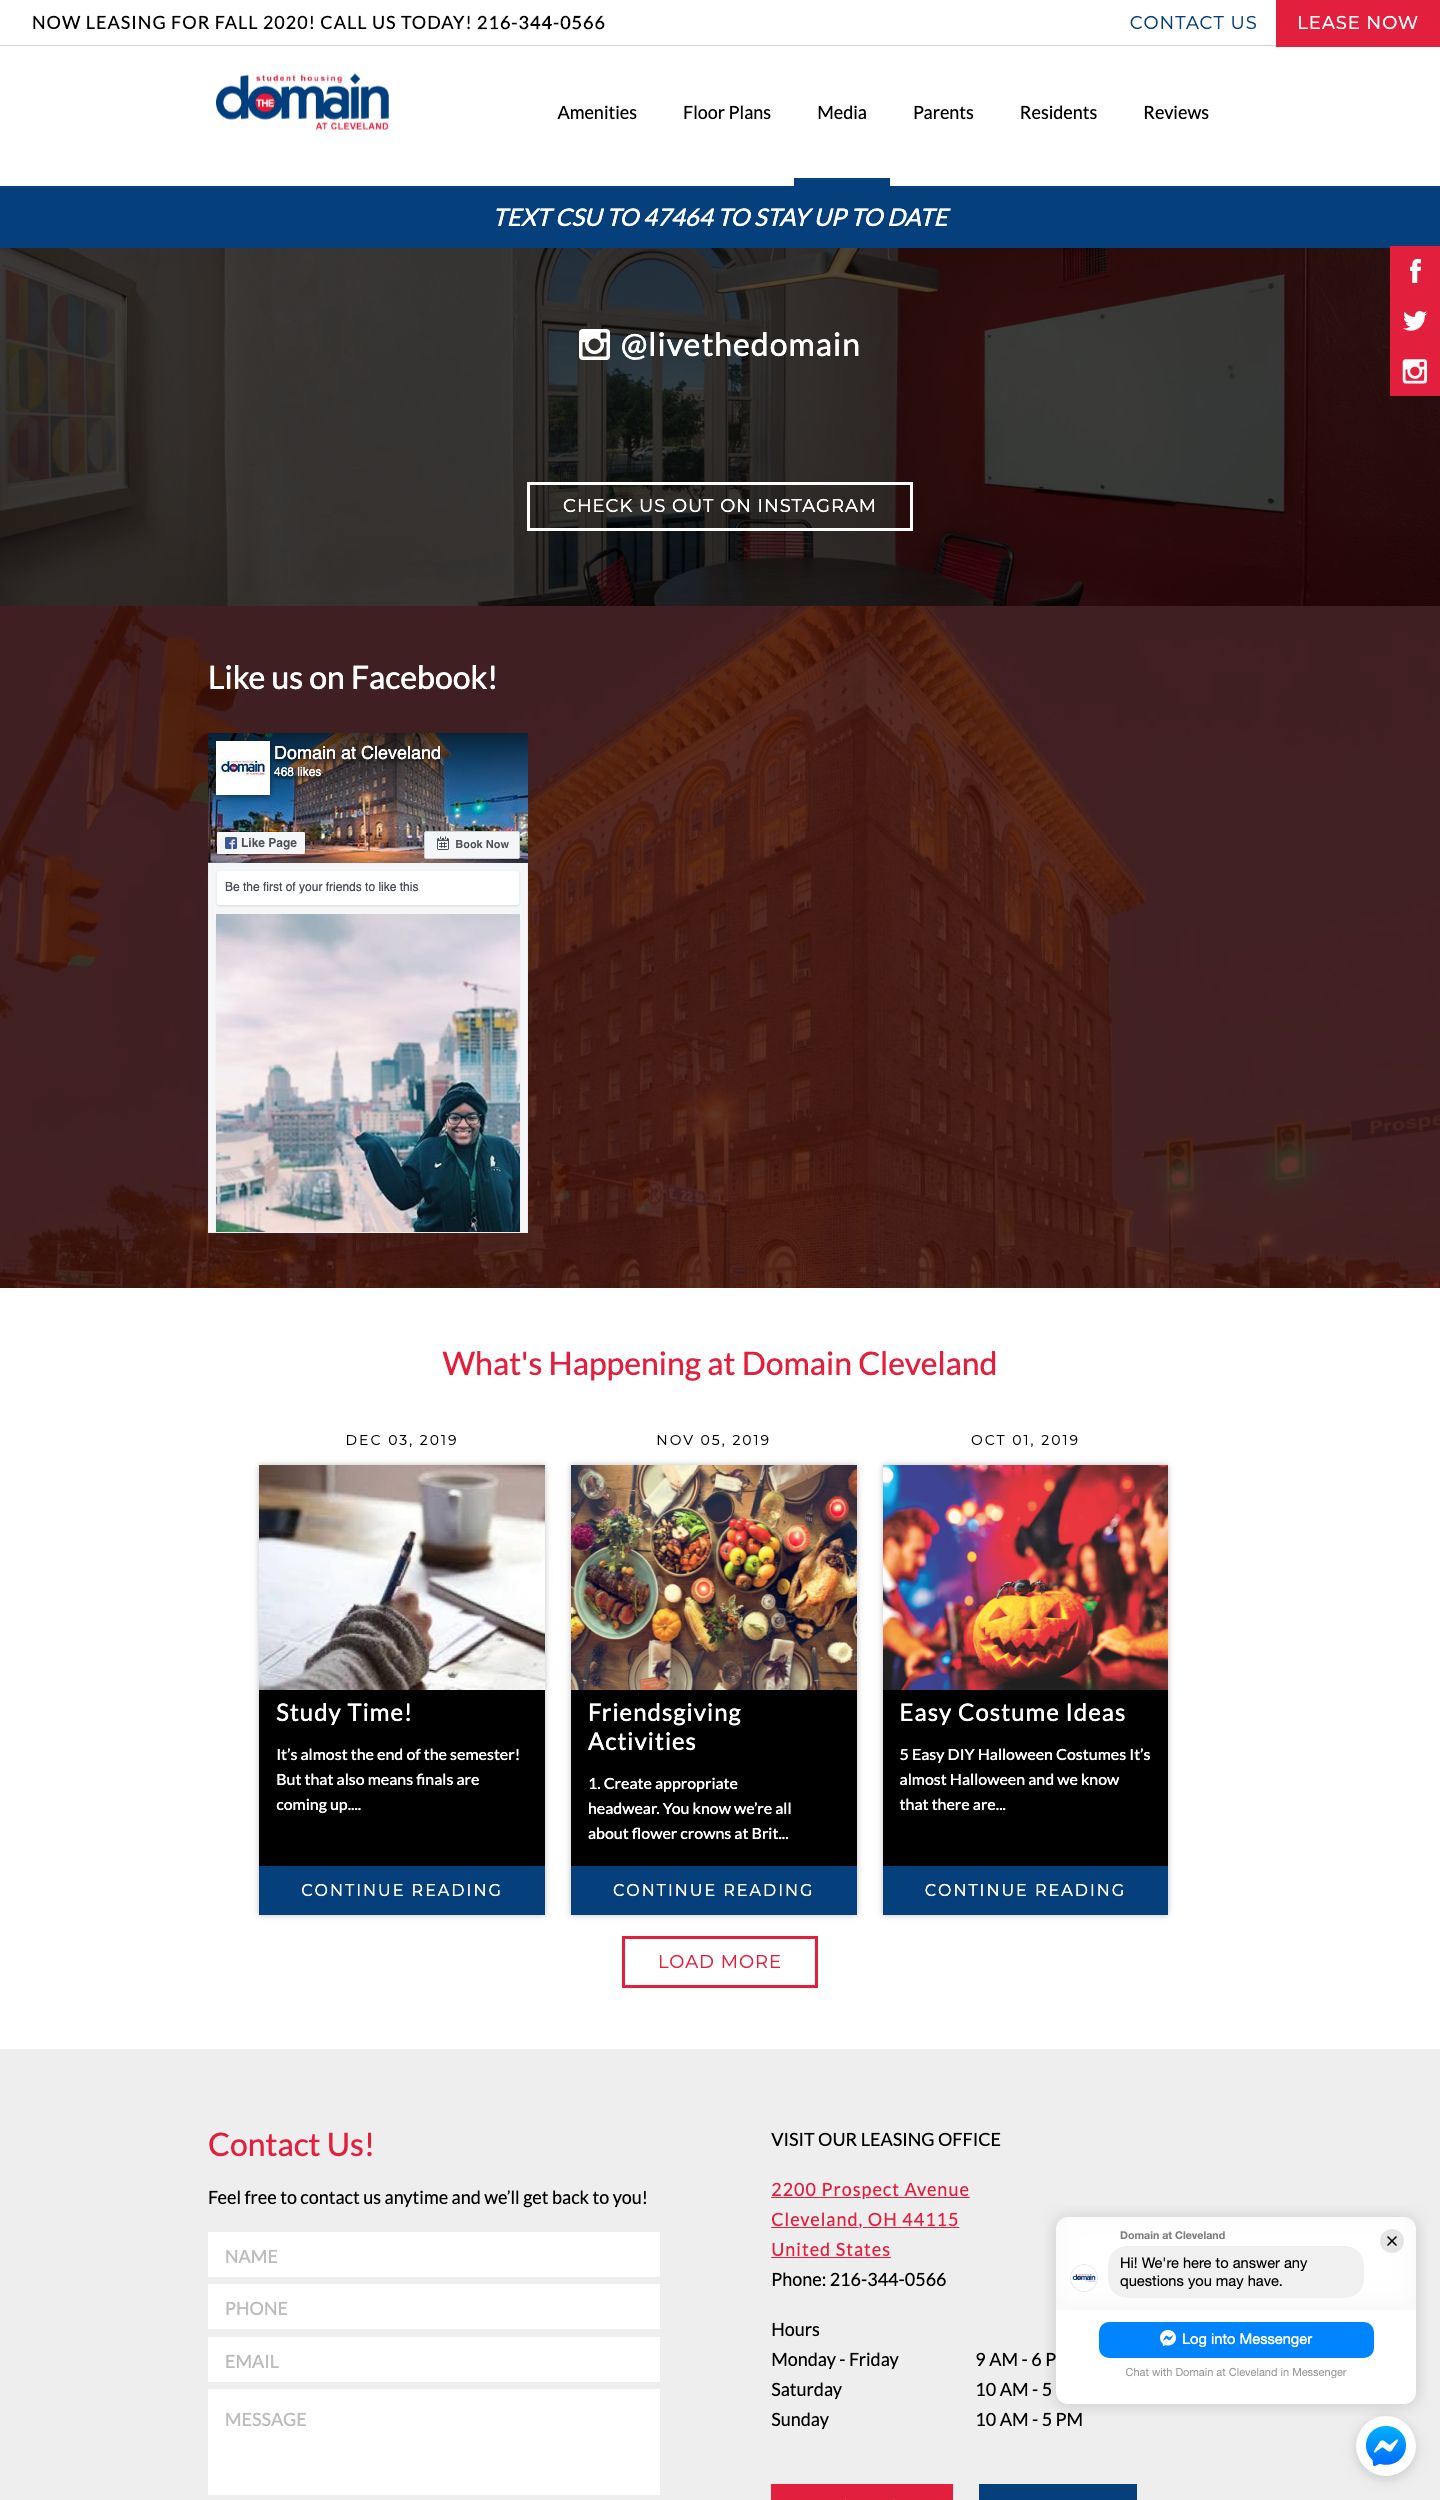 NOW LEASING FOR FALL 2020! CALL US TODAY! 216-344-0566
CONTACT US
LEASE NOW
student housing
THE domain
AT CLEVELAND
Amenities
Floor Plans
Media
Parents
Residents
Reviews
TEXT CSU TO 47464 TO STAY UP TO DATE
@livethedomain
CHECK US OUT ON INSTAGRAM
Like us on Facebook!
domain
Domain at Cleveland
468 likes
Like Page
Book Now
Be the first of your friends to like this
E. 22
Prospe
What's Happening at Domain Cleveland
DEC 03, 2019
NOV 05, 2019
OCT 01, 2019
Study Time!
It’s almost the end of the semester!
But that also means finals are
coming up....
CONTINUE READING
Friendsgiving
Activities
1. Create appropriate
headwear. You know we’re all
about flower crowns at Brit...
CONTINUE READING
Easy Costume Ideas
5 Easy DIY Halloween Costumes It’s
almost Halloween and we know
that there are...
CONTINUE READING
LOAD MORE
Contact Us!
Feel free to contact us anytime and we’ll get back to you!
NAME
PHONE
EMAIL
MESSAGE
VISIT OUR LEASING OFFICE
2200 Prospect Avenue
Cleveland, OH 44115
United States
Phone: 216-344-0566
Hours
Monday - Friday 9 AM - 6 P
Saturday 10 AM - 5
Sunday 10 AM - 5 PM
Domain at Cleveland
domain
Hi! We're here to answer any
questions you may have.
Log into Messenger
Chat with Domain at Cleveland in Messenger